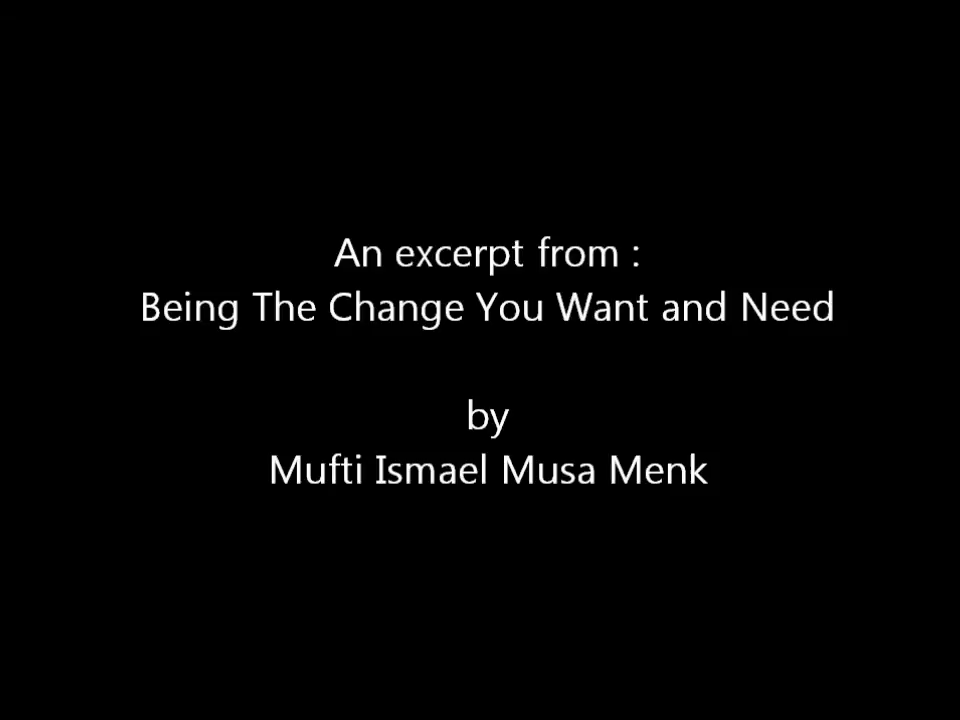 An excerpt from :
Being The Change You Want and Need
by
Mufti Ismael Musa Menk